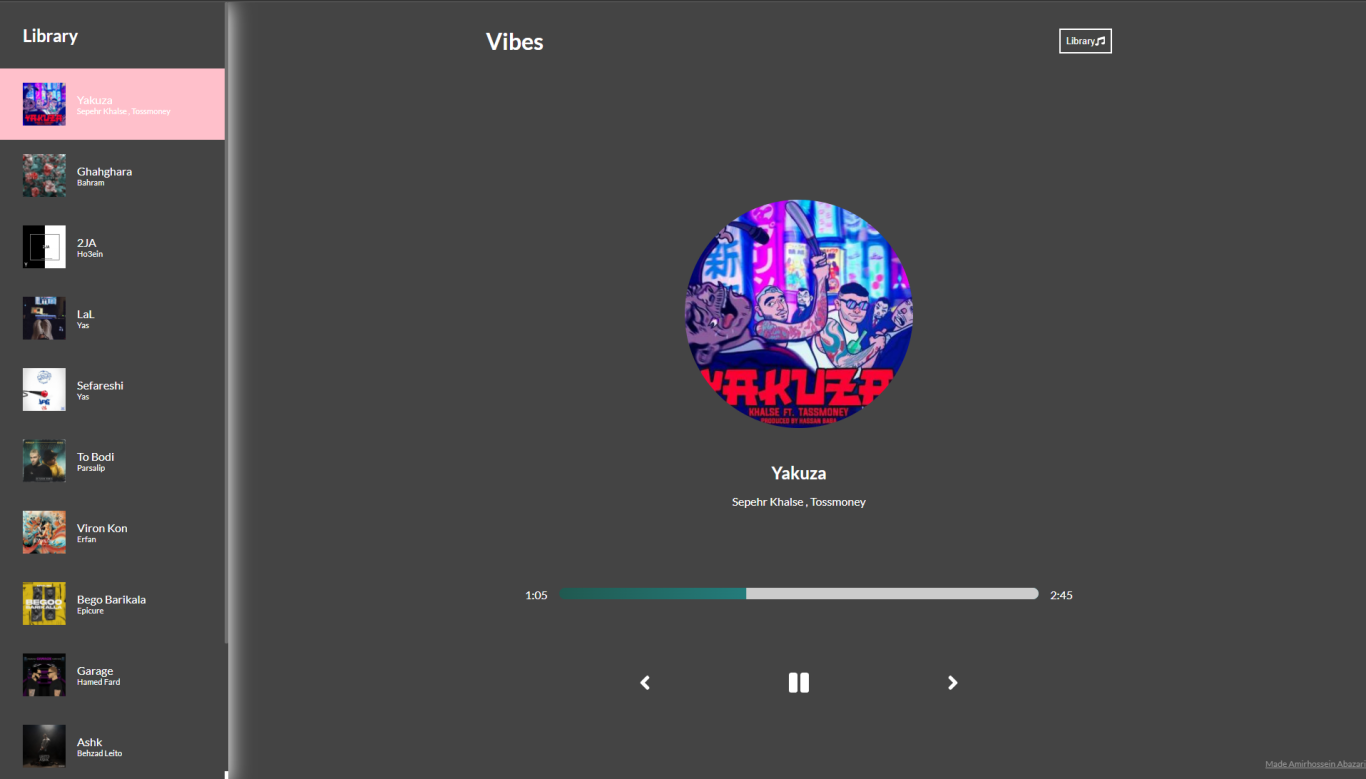 Library
Yakuza
Sepehr Khalse , Tossmoney
Ghahghara
Bahram
2JA
Ho3ein
LaL
Yas
Sefareshi
Yas
To Bodi
Parsalip
Viron Kon
Erfan
Bego Barikala
Epicure
Garage
Hamed Fard
Ashk
Behzad Leito
Vibes
Library
新
YAKUZA
KHALSE FT. TASSMONEY
PRODUCED BY HASSAN BABA
Yakuza
Sepehr Khalse , Tossmoney
1:05
2:45
Made Amirhossein Abazari